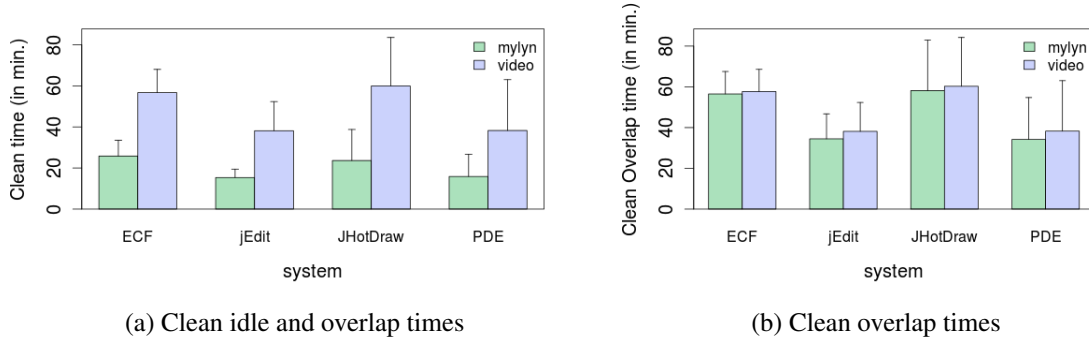 Clean time (in min.)
80
60
40
20
0
mylyn
video
ECF jEdit JHotDraw PDE
system
(a) Clean idle and overlap times
Clean Overlap time (in min.)
80
60
40
20
0
mylyn
video
ECF jEdit JHotDraw PDE
system
(b) Clean overlap times